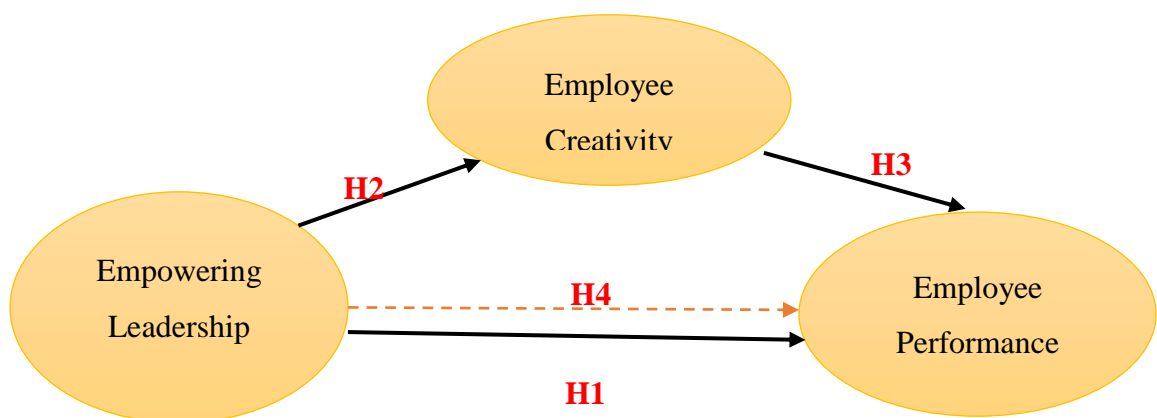 Employee
Creativity
H2
H3
Empowering
Leadership
H4
Employee
Performance
H1